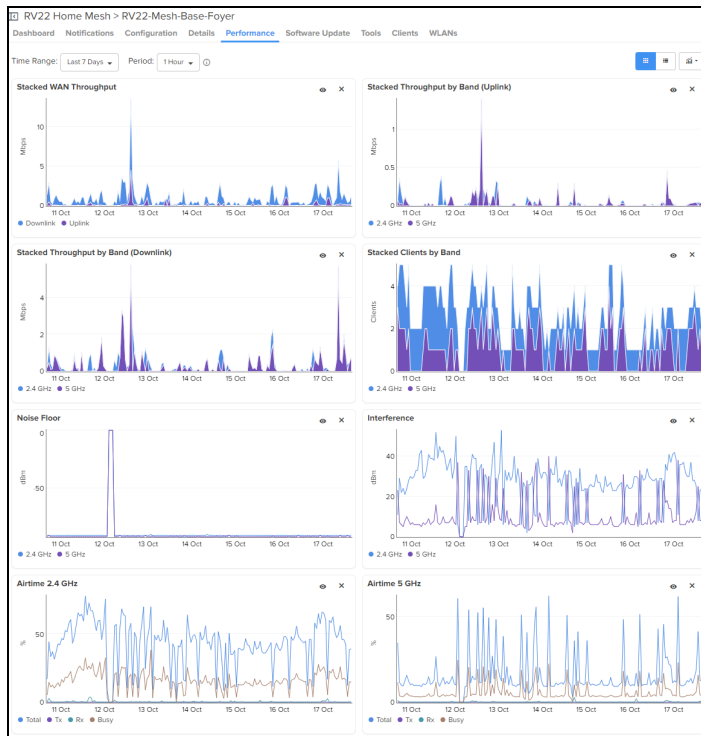 RV22 Home Mesh > RV22-Mesh-Base-Foyer
Dashboard Notifications Configuration Details Performance Software Update Tools Clients WLANs
Time Range: Last 7 Days Period: 1 Hour
Stacked WAN Throughput
Mbps
10
5
0
11 Oct 12 Oct 13 Oct 14 Oct 15 Oct 16 Oct 17 Oct
Downlink Uplink
Stacked Throughput by Band (Uplink)
Mbps
1
0.5
0
11 Oct 12 Oct 13 Oct 14 Oct 15 Oct 16 Oct 17 Oct
2.4 GHz 5 GHz
Stacked Throughput by Band (Downlink)
Mbps
4
2
0
11 Oct 12 Oct 13 Oct 14 Oct 15 Oct 16 Oct 17 Oct
2.4 GHz 5 GHz
Stacked Clients by Band
Clients
4
2
0
11 Oct 12 Oct 13 Oct 14 Oct 15 Oct 16 Oct 17 Oct
2.4 GHz 5 GHz
Noise Floor
dBm
0
-50
11 Oct 12 Oct 13 Oct 14 Oct 15 Oct 16 Oct 17 Oct
2.4 GHz 5 GHz
Interference
dBm
40
20
0
11 Oct 12 Oct 13 Oct 14 Oct 15 Oct 16 Oct 17 Oct
2.4 GHz 5 GHz
Airtime 2.4 GHz
%
50
0
11 Oct 12 Oct 13 Oct 14 Oct 15 Oct 16 Oct 17 Oct
Total Tx Rx Busy
Airtime 5 GHz
%
50
0
11 Oct 12 Oct 13 Oct 14 Oct 15 Oct 16 Oct 17 Oct
Total Tx Rx Busy